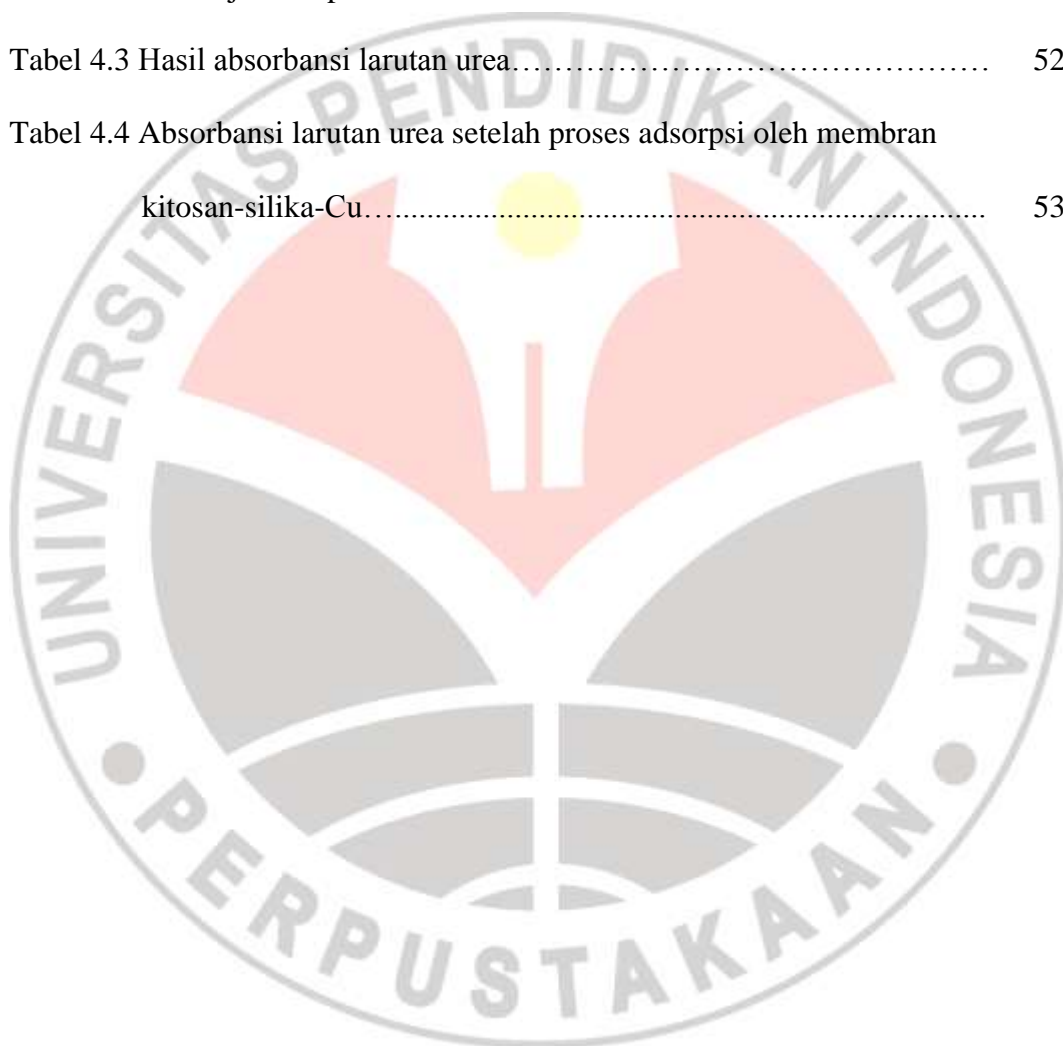 Tabel 4.3 Hasil absorbansi larutan urea……………………………………… 52
Tabel 4.4 Absorbansi larutan urea setelah proses adsorpsi oleh membran
kitosan-silika-Cu…................................................................................. 53
UNIVERSITAS PENDIDIKAN INDONESIA
PERPUSTAKAAN